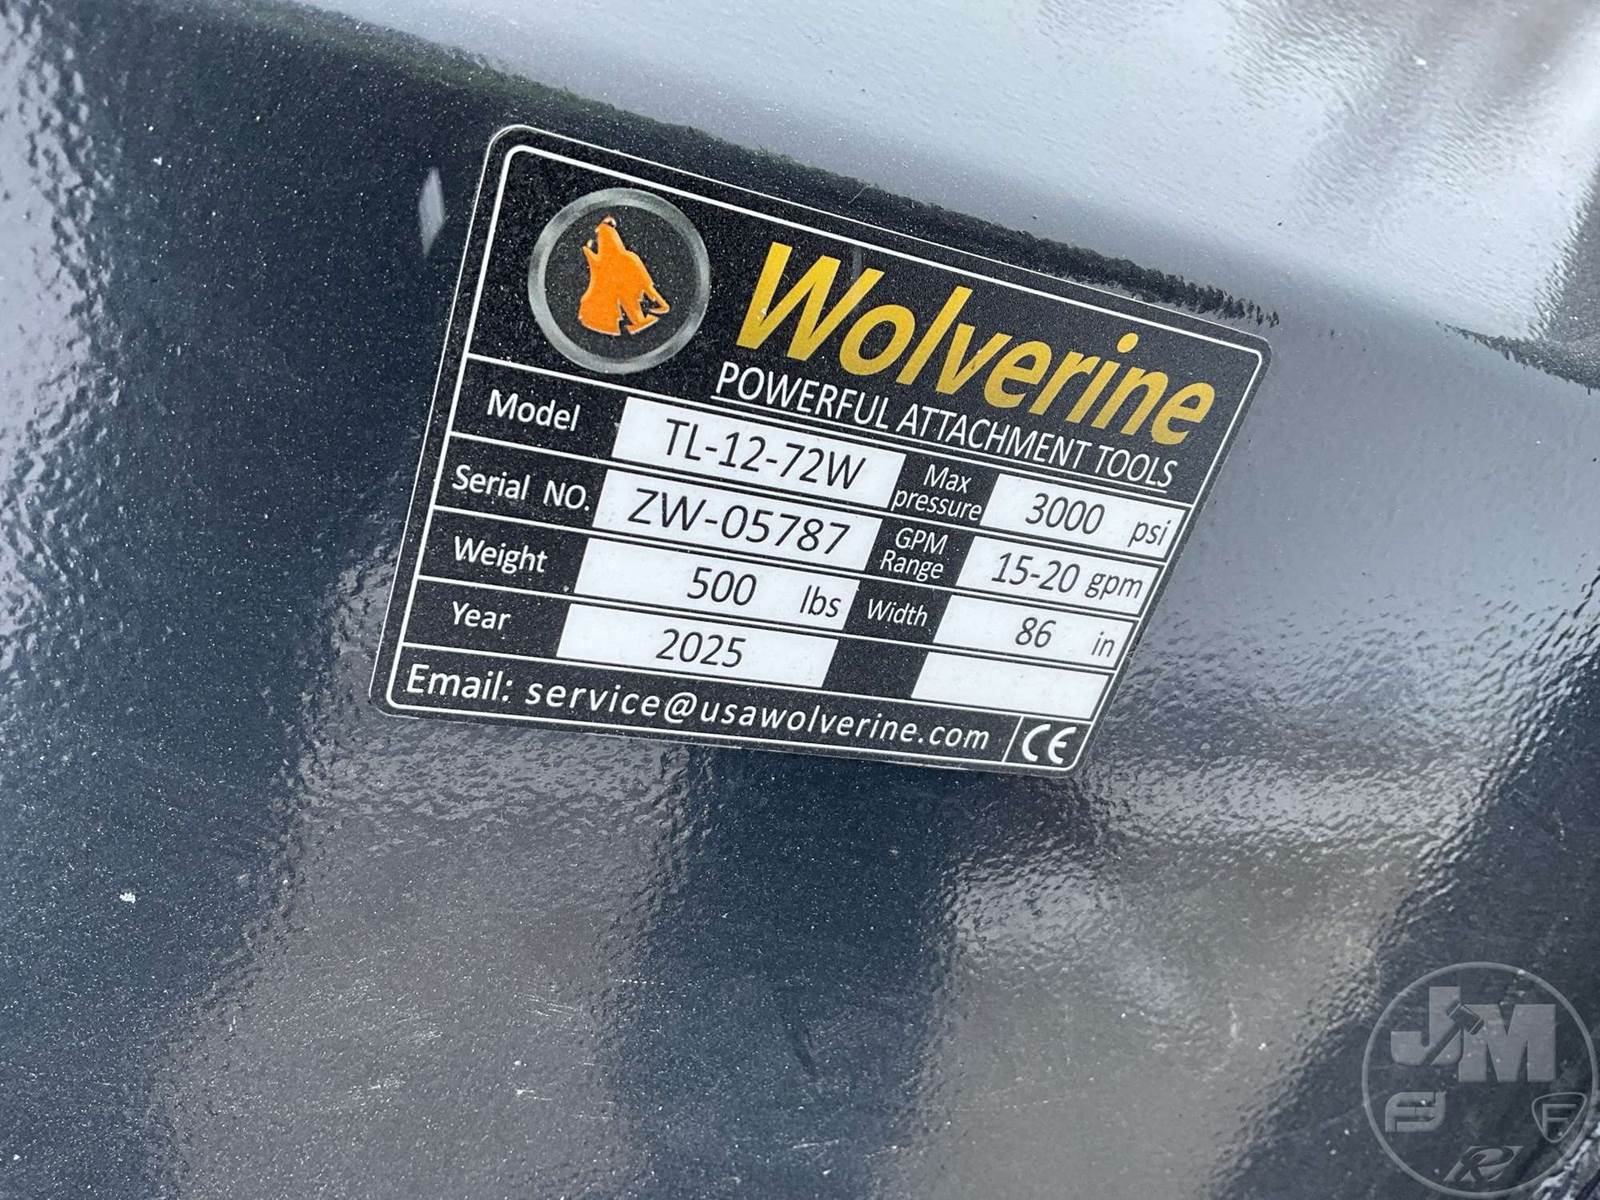 Wolverine
POWERFUL ATTACHMENT TOOLS
Model TL-12-72W Max pressure 3000 psi
Serial NO. ZW-05787 GPM Range 15-20 gpm
Weight 500 lbs Width 86 in
Year 2025
Email: service@usawolverine.com CE
JM
F
R